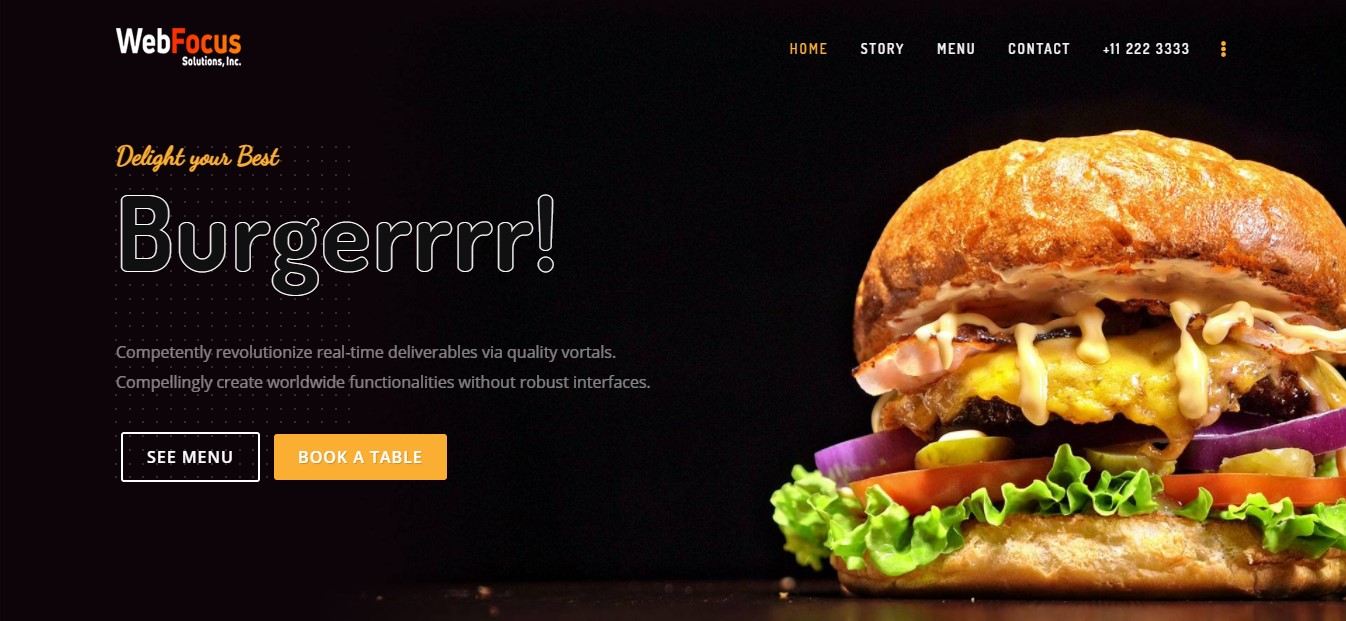 WebFocus
Solutions, Inc.
HOME STORY MENU CONTACT +11 222 3333
Delight your Best
Burgerrrr!
Competently revolutionize real-time deliverables via quality vortals.
Compellingly create worldwide functionalities without robust interfaces.
SEE MENU BOOK A TABLE